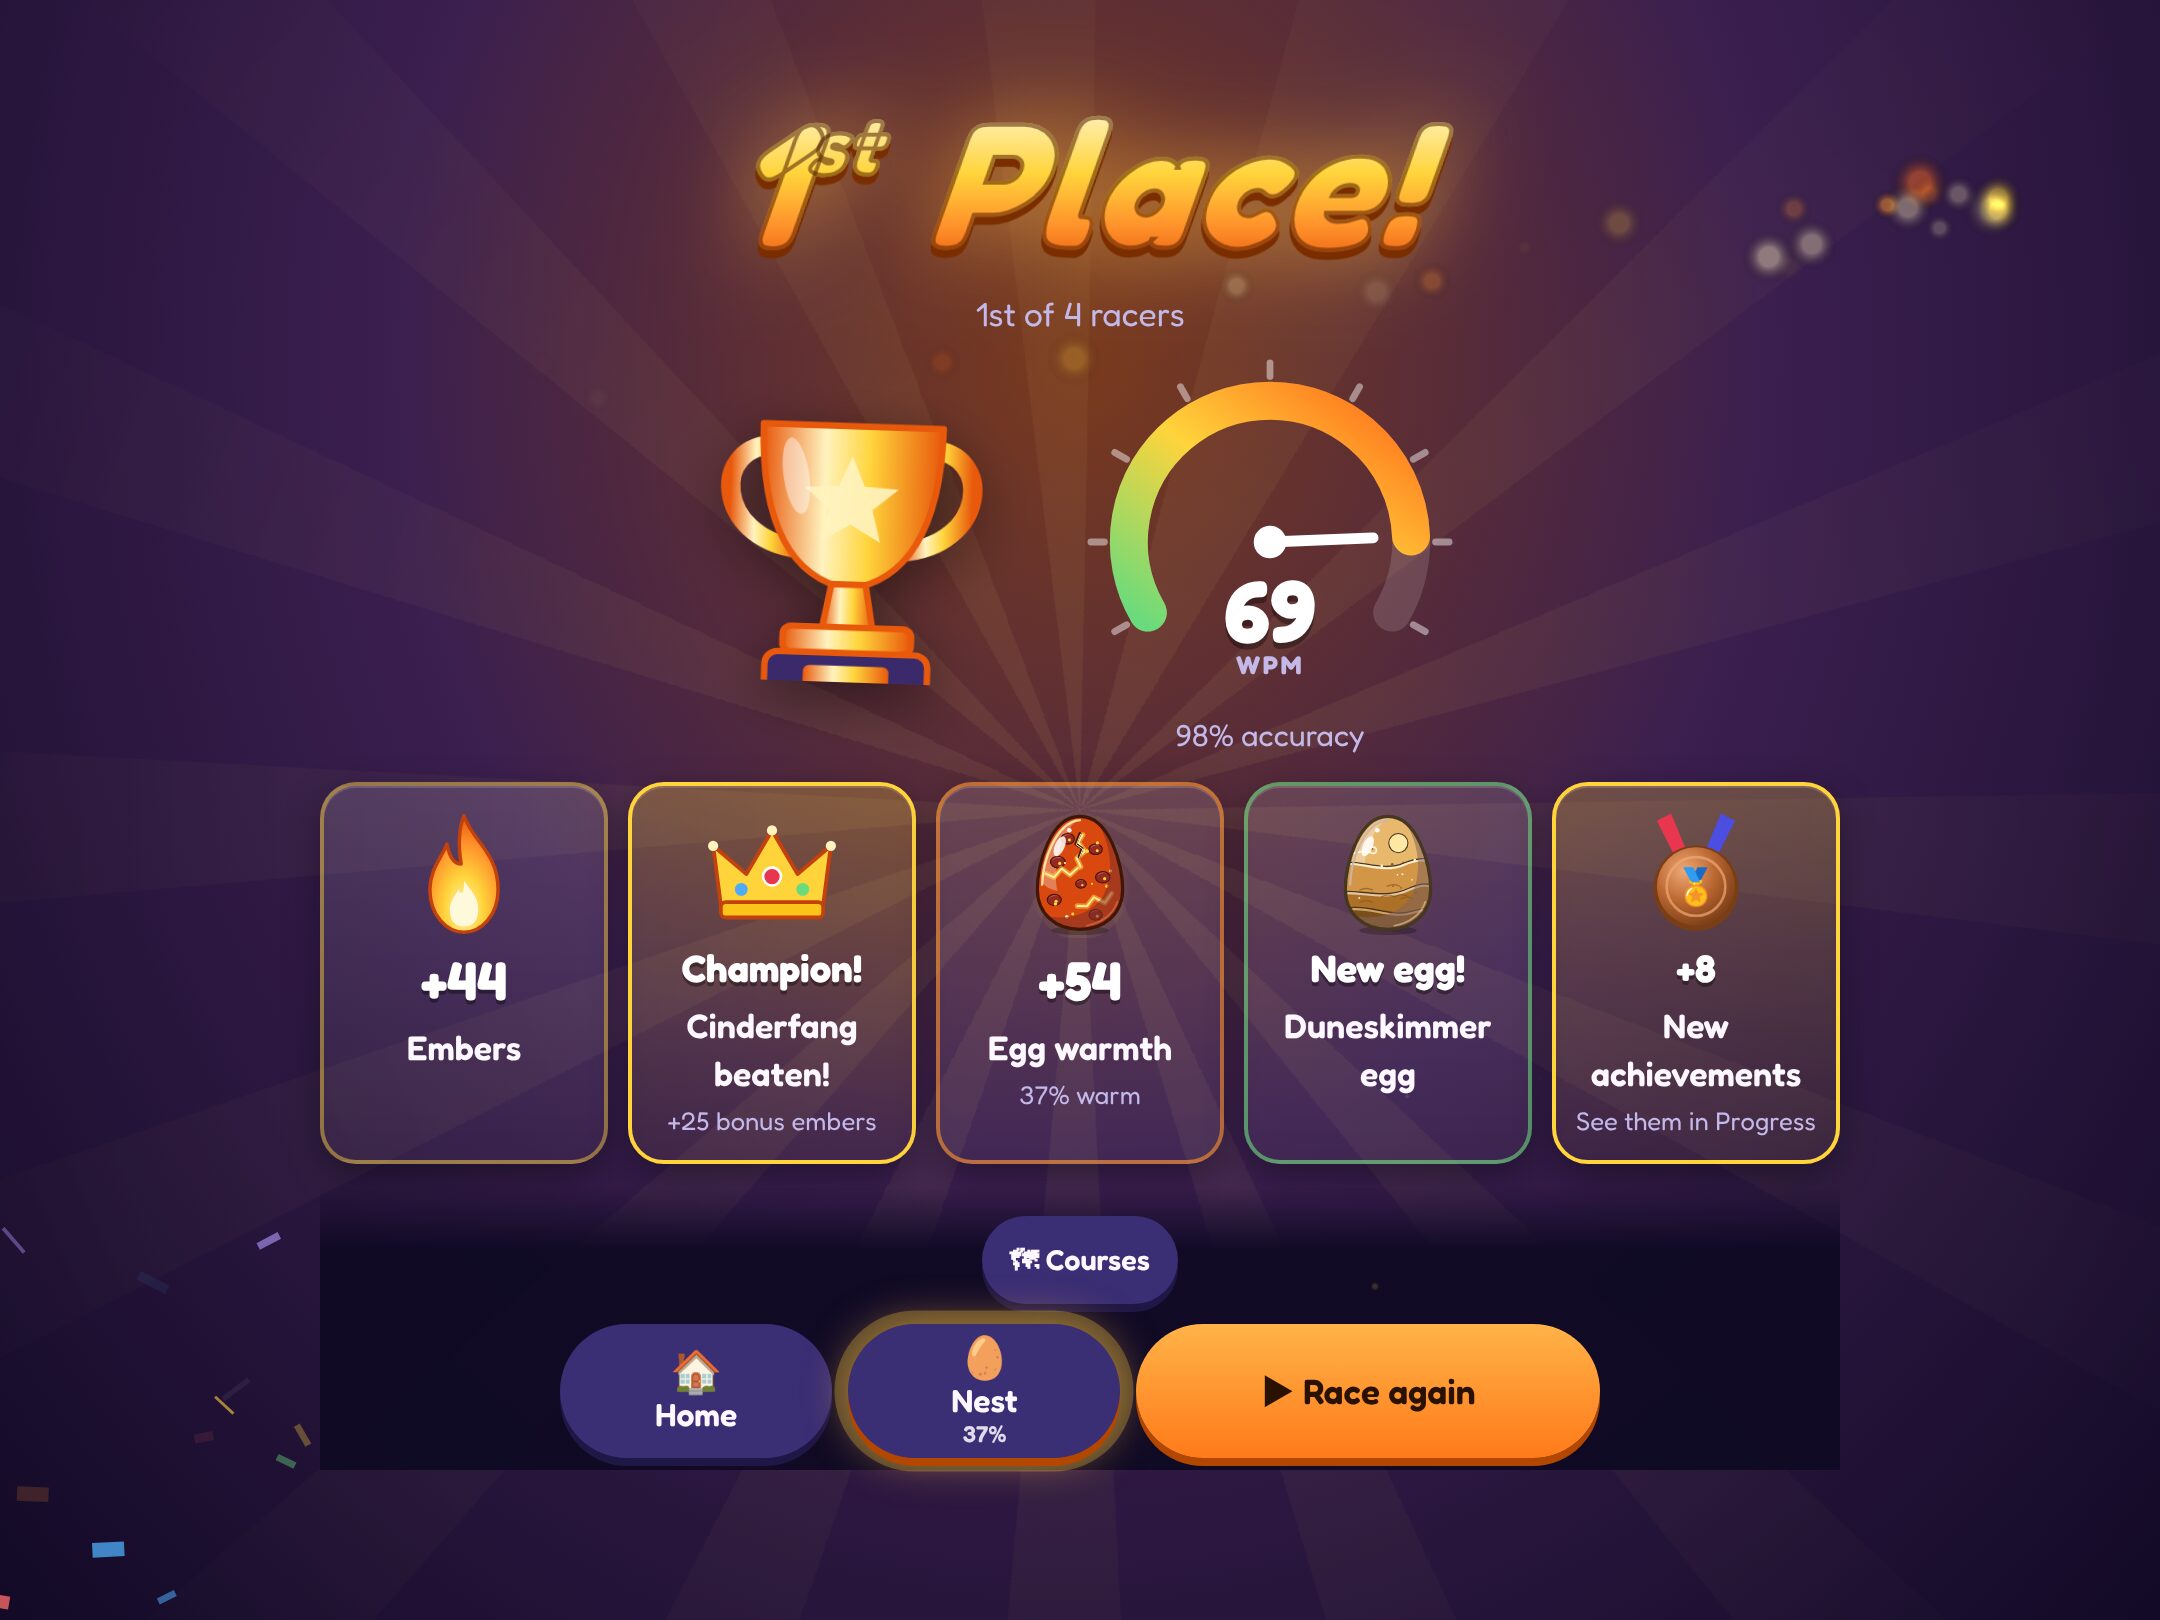 1st Place!
1st of 4 racers
69
WPM
98% accuracy
+44
Embers
Champion!
Cinderfang
beaten!
+25 bonus embers
+54
Egg warmth
37% warm
New egg!
Duneskimmer
egg
+8
New
achievements
See them in Progress
Courses
Home
Nest
37%
Race again